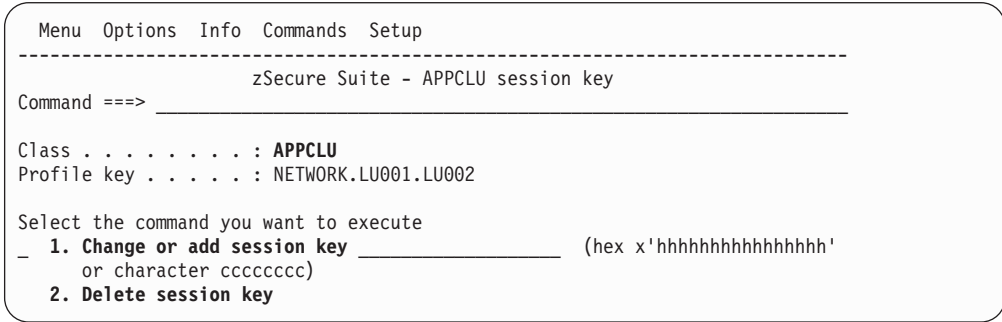 Menu Options Info Commands Setup
-------------------------------------------------------------------------------
zSecure Suite - APPCLU session key
Command ===> __________________________________________________________________
Class . . . . . . . . : APPCLU
Profile key . . . . . : NETWORK.LU001.LU002
Select the command you want to execute
_ 1. Change or add session key ___________________ (hex x'hhhhhhhhhhhhhhhh'
or character cccccccc)
2. Delete session key